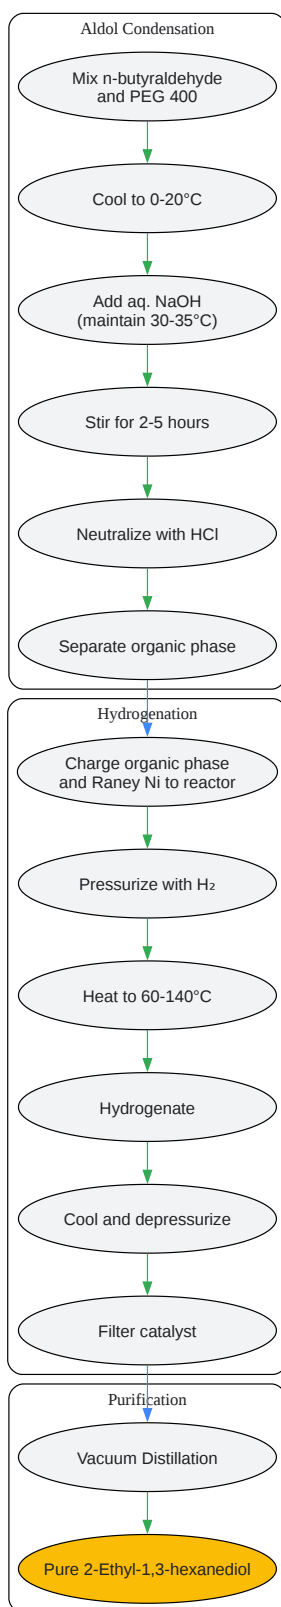 Aldol Condensation
Mix n-butyraldehyde
and PEG 400
Cool to 0-20°C
Add aq. NaOH
(maintain 30-35°C)
Stir for 2-5 hours
Neutralize with HCl
Separate organic phase
Hydrogenation
Charge organic phase
and Raney Ni to reactor
Pressurize with H₂
Heat to 60-140°C
Hydrogenate
Cool and depressurize
Filter catalyst
Purification
Vacuum Distillation
Pure 2-Ethyl-1,3-hexanediol